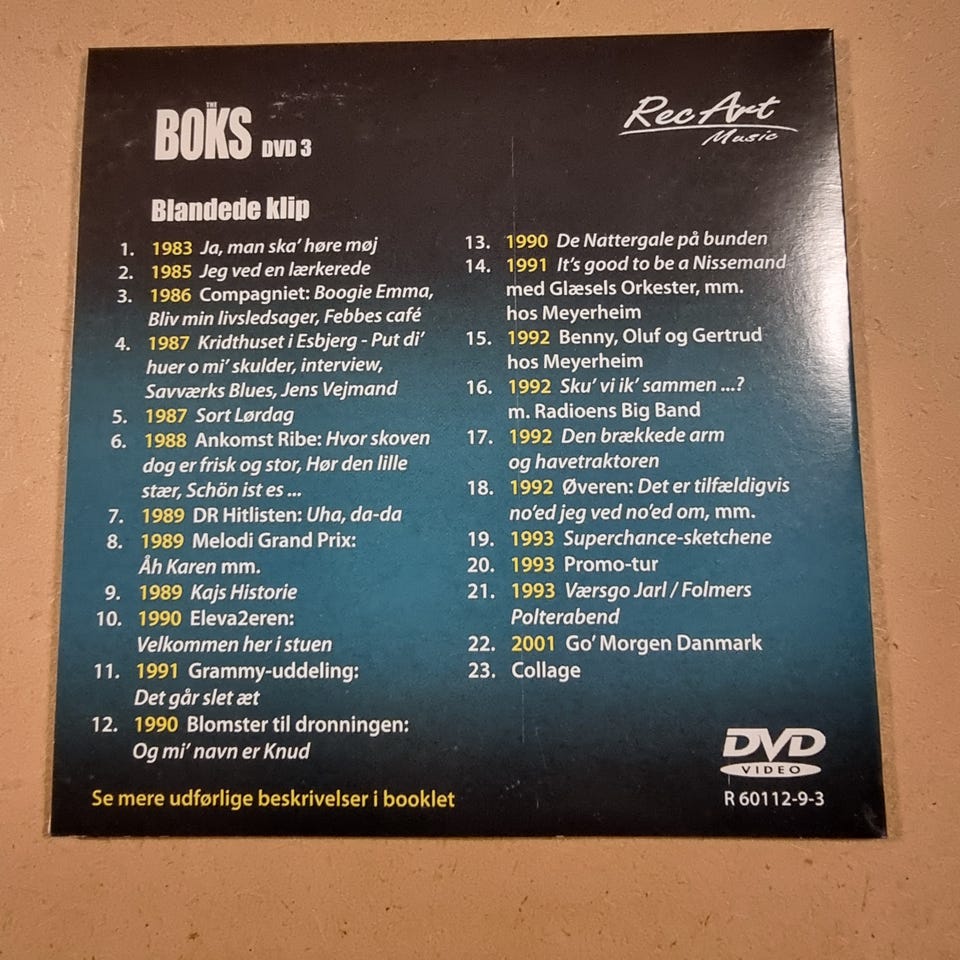 THE
BOKS DVD 3
RecArt
Music
Blandede klip
1. 1983 Ja, man ska' høre møj
2. 1985 Jeg ved en lærkerede
3. 1986 Compagniet: Boogie Emma,
Bliv min livsledsager, Febbes café
4. 1987 Kridthuset i Esbjerg - Put di'
huer o mi' skulder, interview,
Savværks Blues, Jens Vejmand
5. 1987 Sort Lørdag
6. 1988 Ankomst Ribe: Hvor skoven
dog er frisk og stor, Hør den lille
stær, Schön ist es ...
7. 1989 DR Hitlisten: Uha, da-da
8. 1989 Melodi Grand Prix:
Åh Karen mm.
9. 1989 Kajs Historie
10. 1990 Eleva2eren:
Velkommen her i stuen
11. 1991 Grammy-uddeling:
Det går slet æt
12. 1990 Blomster til dronningen:
Og mi' navn er Knud
13. 1990 De Nattergale på bunden
14. 1991 It's good to be a Nissemand
med Glæsels Orkester, mm.
hos Meyerheim
15. 1992 Benny, Oluf og Gertrud
hos Meyerheim
16. 1992 Sku' vi ik' sammen ...?
m. Radioens Big Band
17. 1992 Den brækkede arm
og havetraktoren
18. 1992 Øveren: Det er tilfældigvis
no'ed jeg ved no'ed om, mm.
19. 1993 Superchance-sketchene
20. 1993 Promo-tur
21. 1993 Værsgo Jarl / Folmers
Polterabend
22. 2001 Go' Morgen Danmark
23. Collage
Se mere udførlige beskrivelser i booklet
DVD
VIDEO
R 60112-9-3